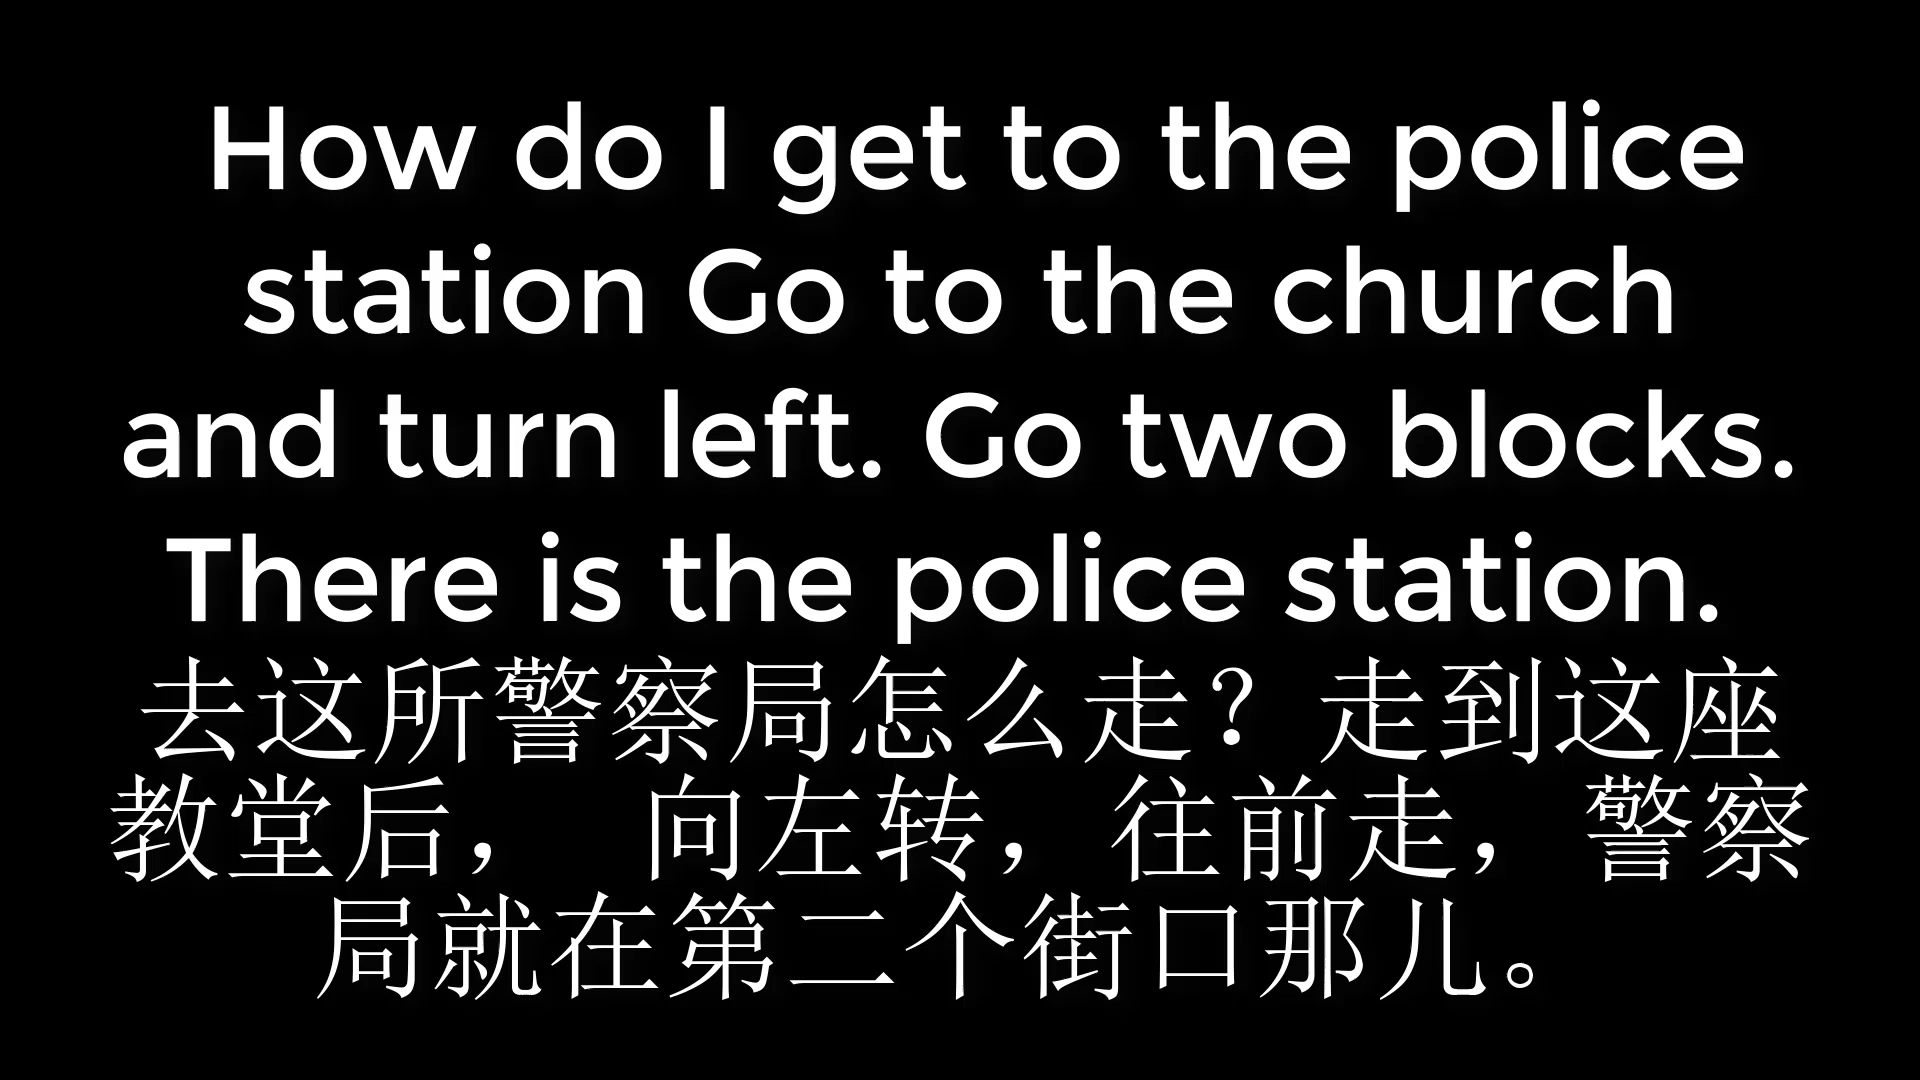 How do I get to the police
station Go to the church
and turn left. Go two blocks.
There is the police station.
去这所警察局怎么走？走到这座
教堂后， 向左转，往前走，警察
局就在第二个街口那儿。